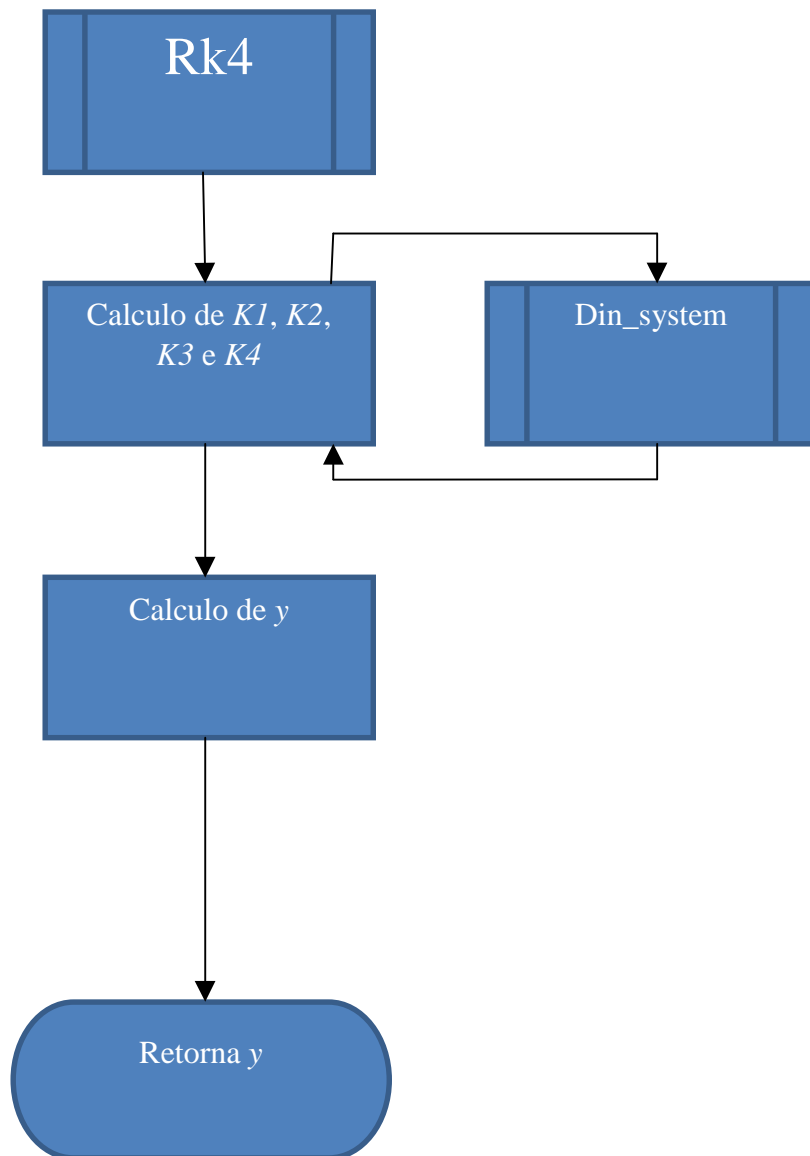 Rk4
Calculo de K1, K2,
K3 e K4
Din_system
Calculo de y
Retorna y